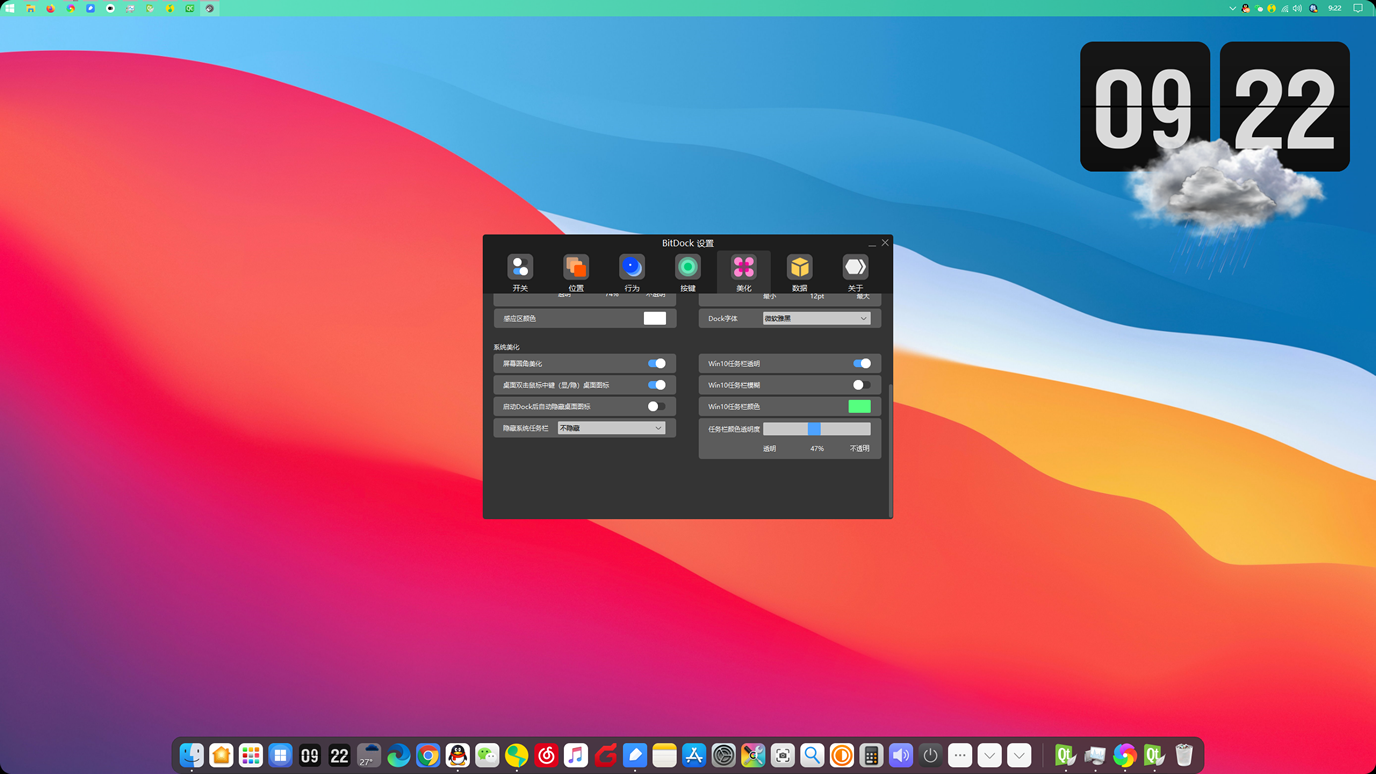 9:22
09 22
BitDock 设置
开关 位置 行为 按键 美化 数据 关于
透明 74% 不透明 最小 12pt 最大
感应区颜色 Dock字体 微软雅黑
系统美化
屏幕圆角美化 Win10任务栏透明
桌面双击鼠标中键（显/隐）桌面图标 Win10任务栏模糊
启动Dock后自动隐藏桌面图标 Win10任务栏颜色
隐藏系统任务栏 不隐藏 任务栏颜色透明度
透明 47% 不透明
09 22 27°